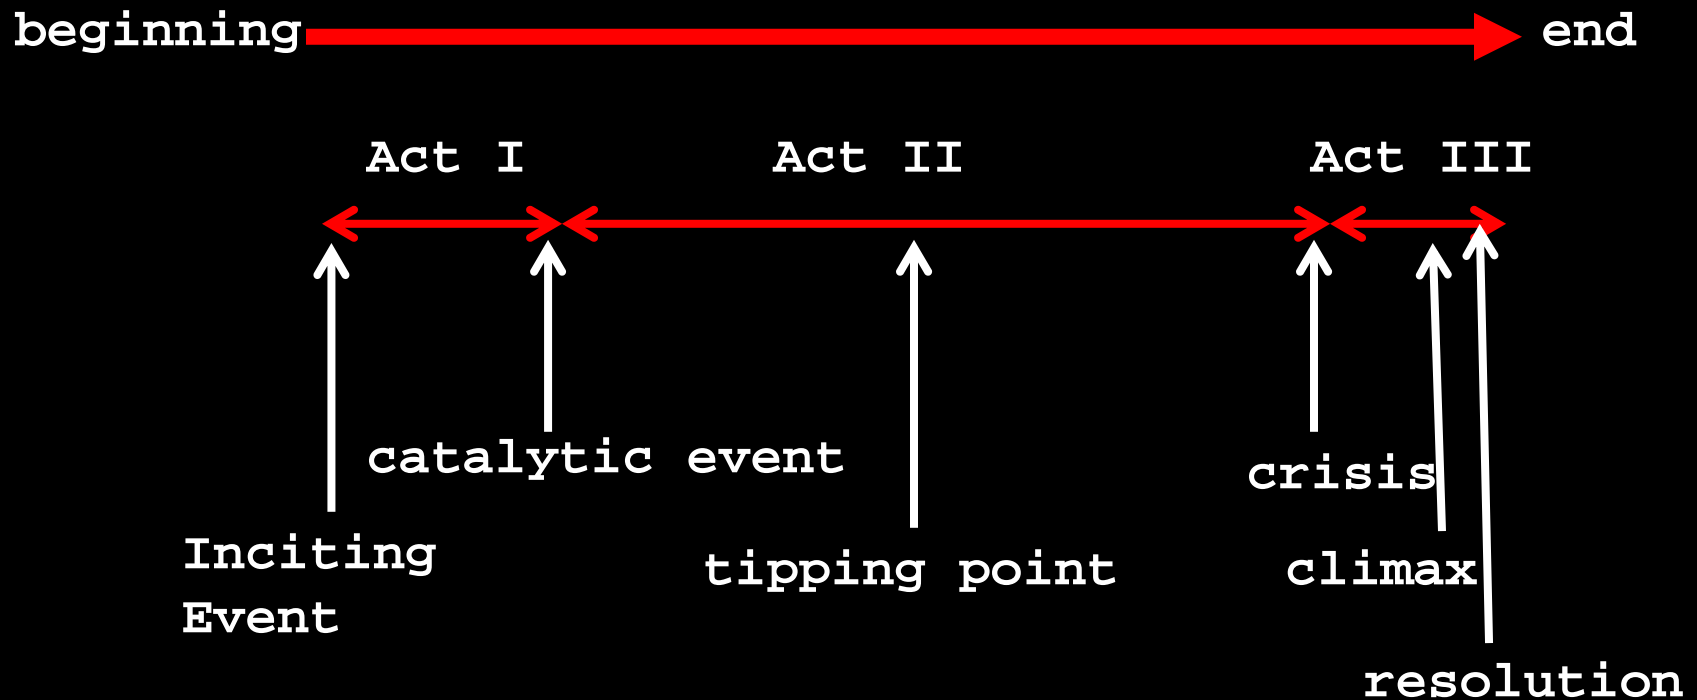 beginning end
Act I Act II Act III
catalytic event
crisis
Inciting
Event
tipping point
climax
resolution